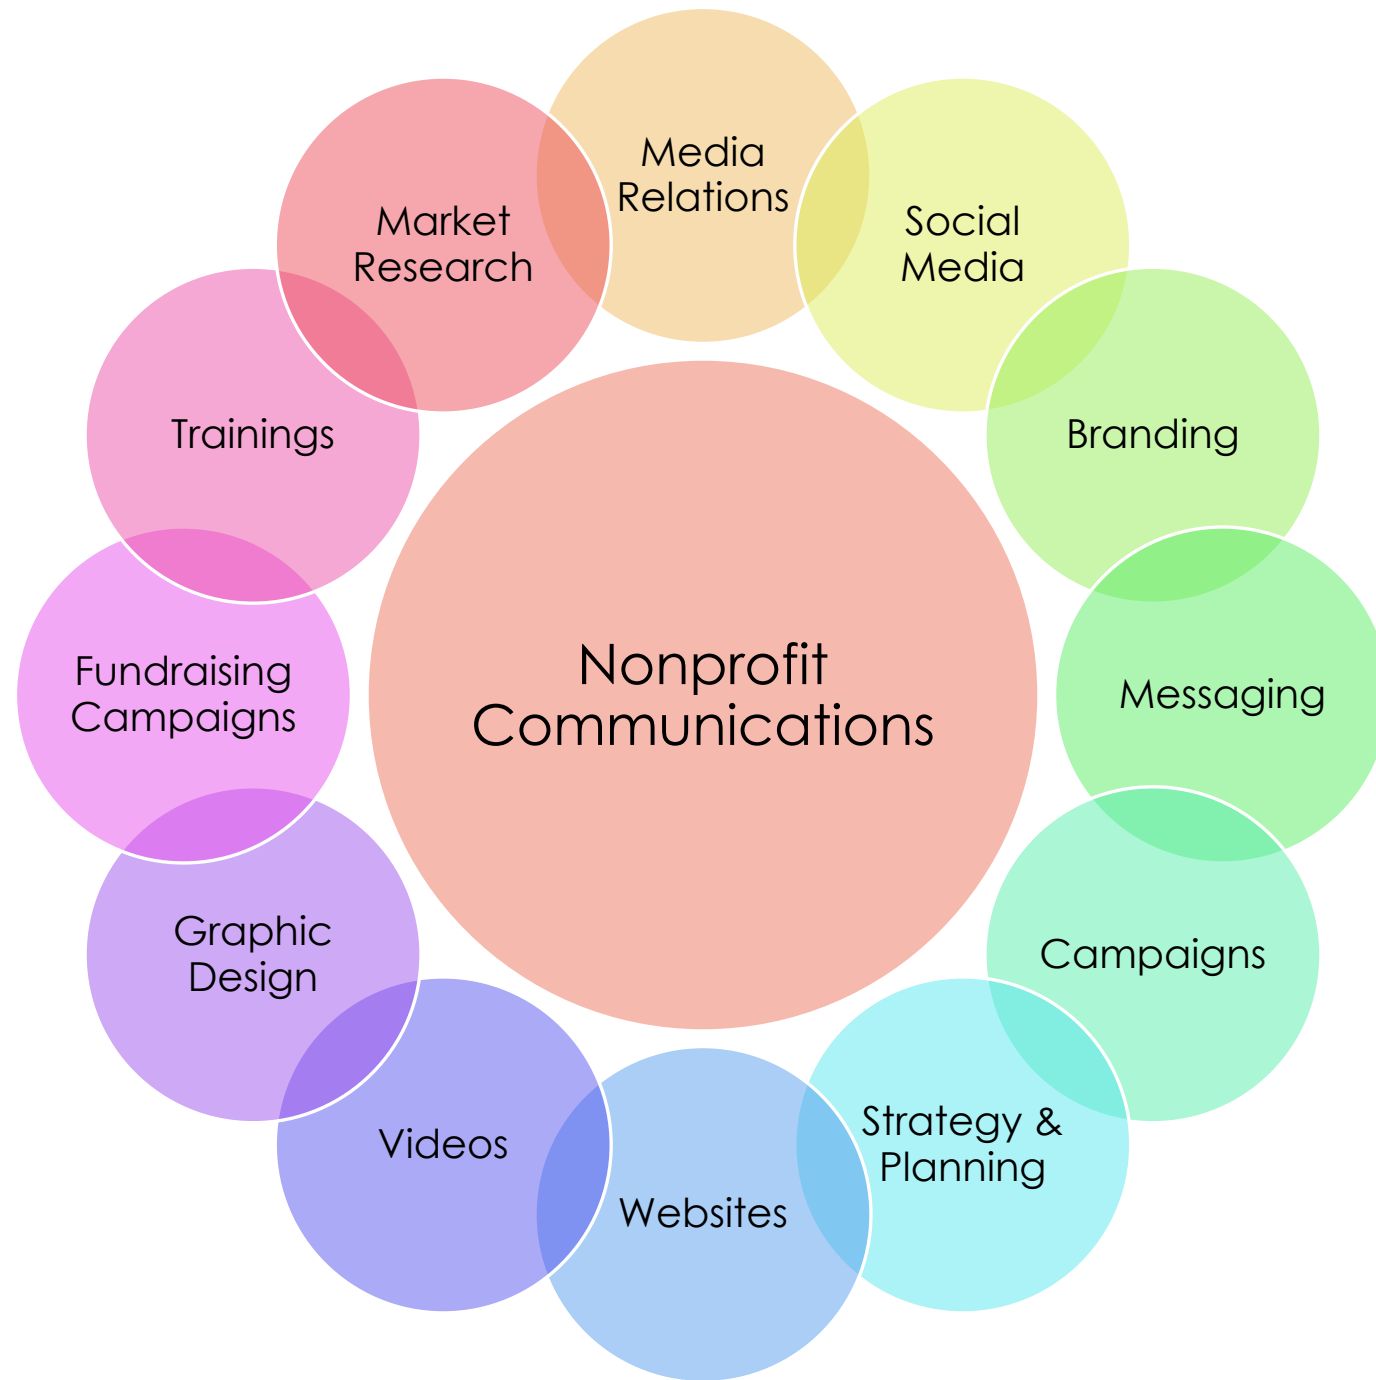 Media
Relations
Social
Media
Branding
Messaging
Campaigns
Strategy &
Planning
Websites
Videos
Graphic
Design
Fundraising
Campaigns
Trainings
Market
Research
Nonprofit
Communications